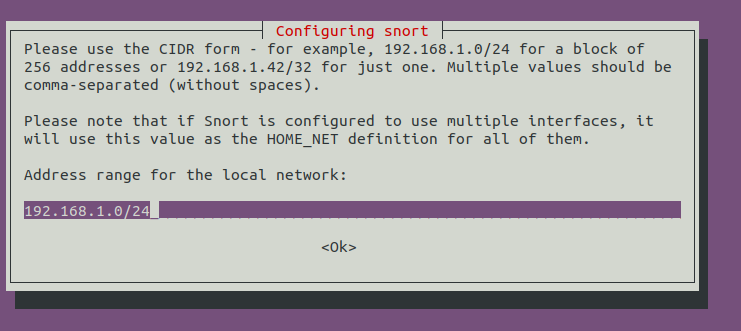 Configuring snort
Please use the CIDR form - for example, 192.168.1.0/24 for a block of
256 addresses or 192.168.1.42/32 for just one. Multiple values should be
comma-separated (without spaces).
Please note that if Snort is configured to use multiple interfaces, it
will use this value as the HOME_NET definition for all of them.
Address range for the local network:
192.168.1.0/24
<Ok>